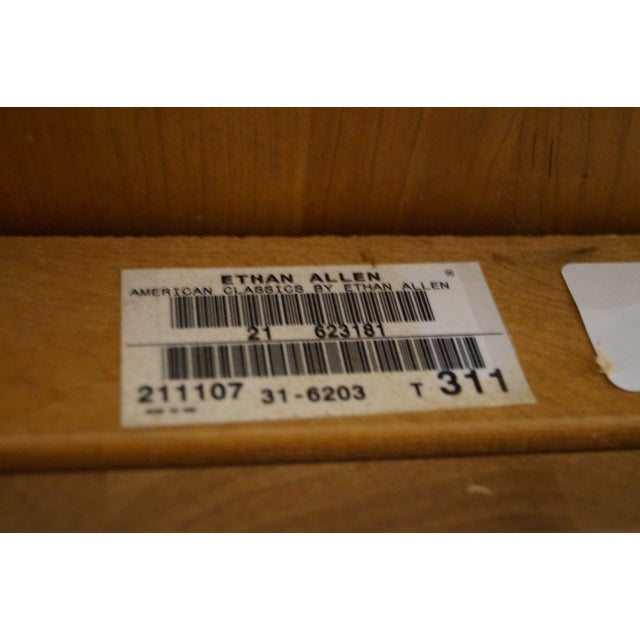 ETHAN ALLEN ®
AMERICAN CLASSICS BY ETHAN ALLEN
21 623181
211107 31-6203 T 311